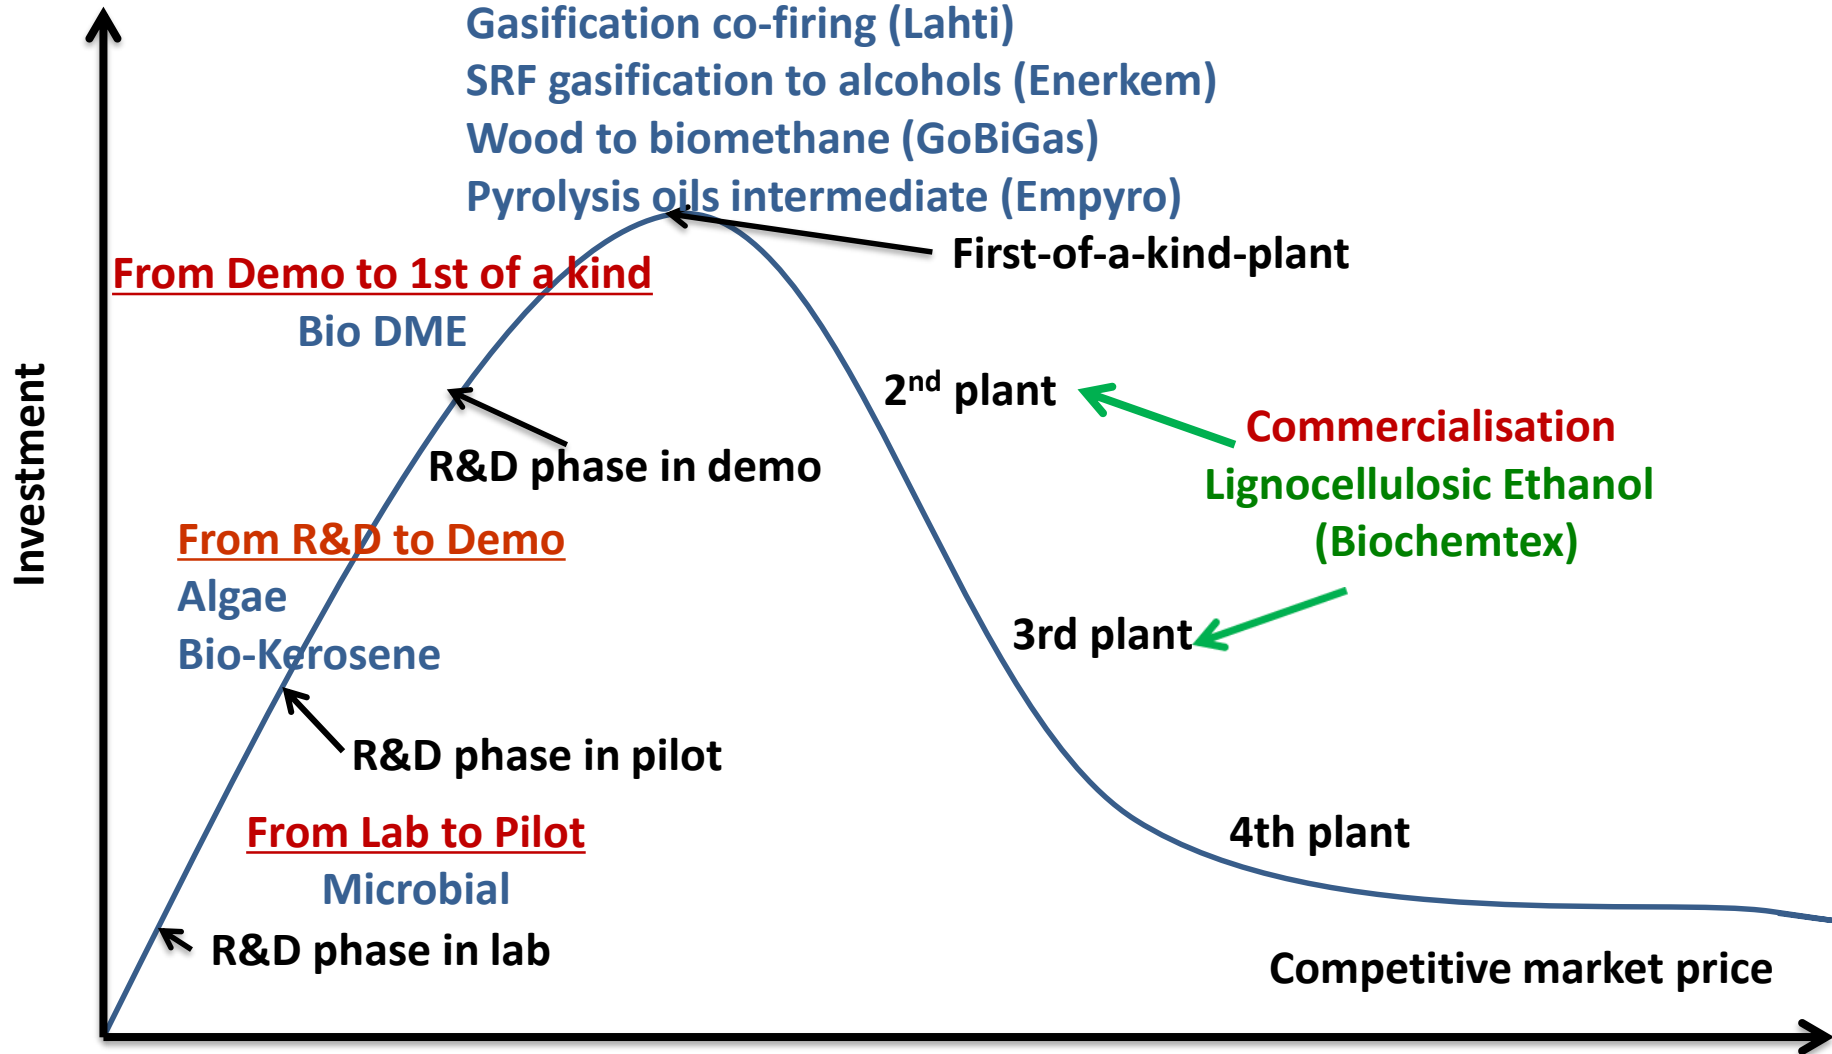 Gasification co-firing (Lahti)
SRF gasification to alcohols (Enerkem)
Wood to biomethane (GoBiGas)
Pyrolysis oils intermediate (Empyro)
First-of-a-kind-plant
From Demo to 1st of a kind
Bio DME
2nd plant
Commercialisation
Lignocellulosic Ethanol
(Biochemtex)
R&D phase in demo
Investment
From R&D to Demo
Algae
Bio-Kerosene
3rd plant
R&D phase in pilot
From Lab to Pilot
Microbial
4th plant
R&D phase in lab
Competitive market price